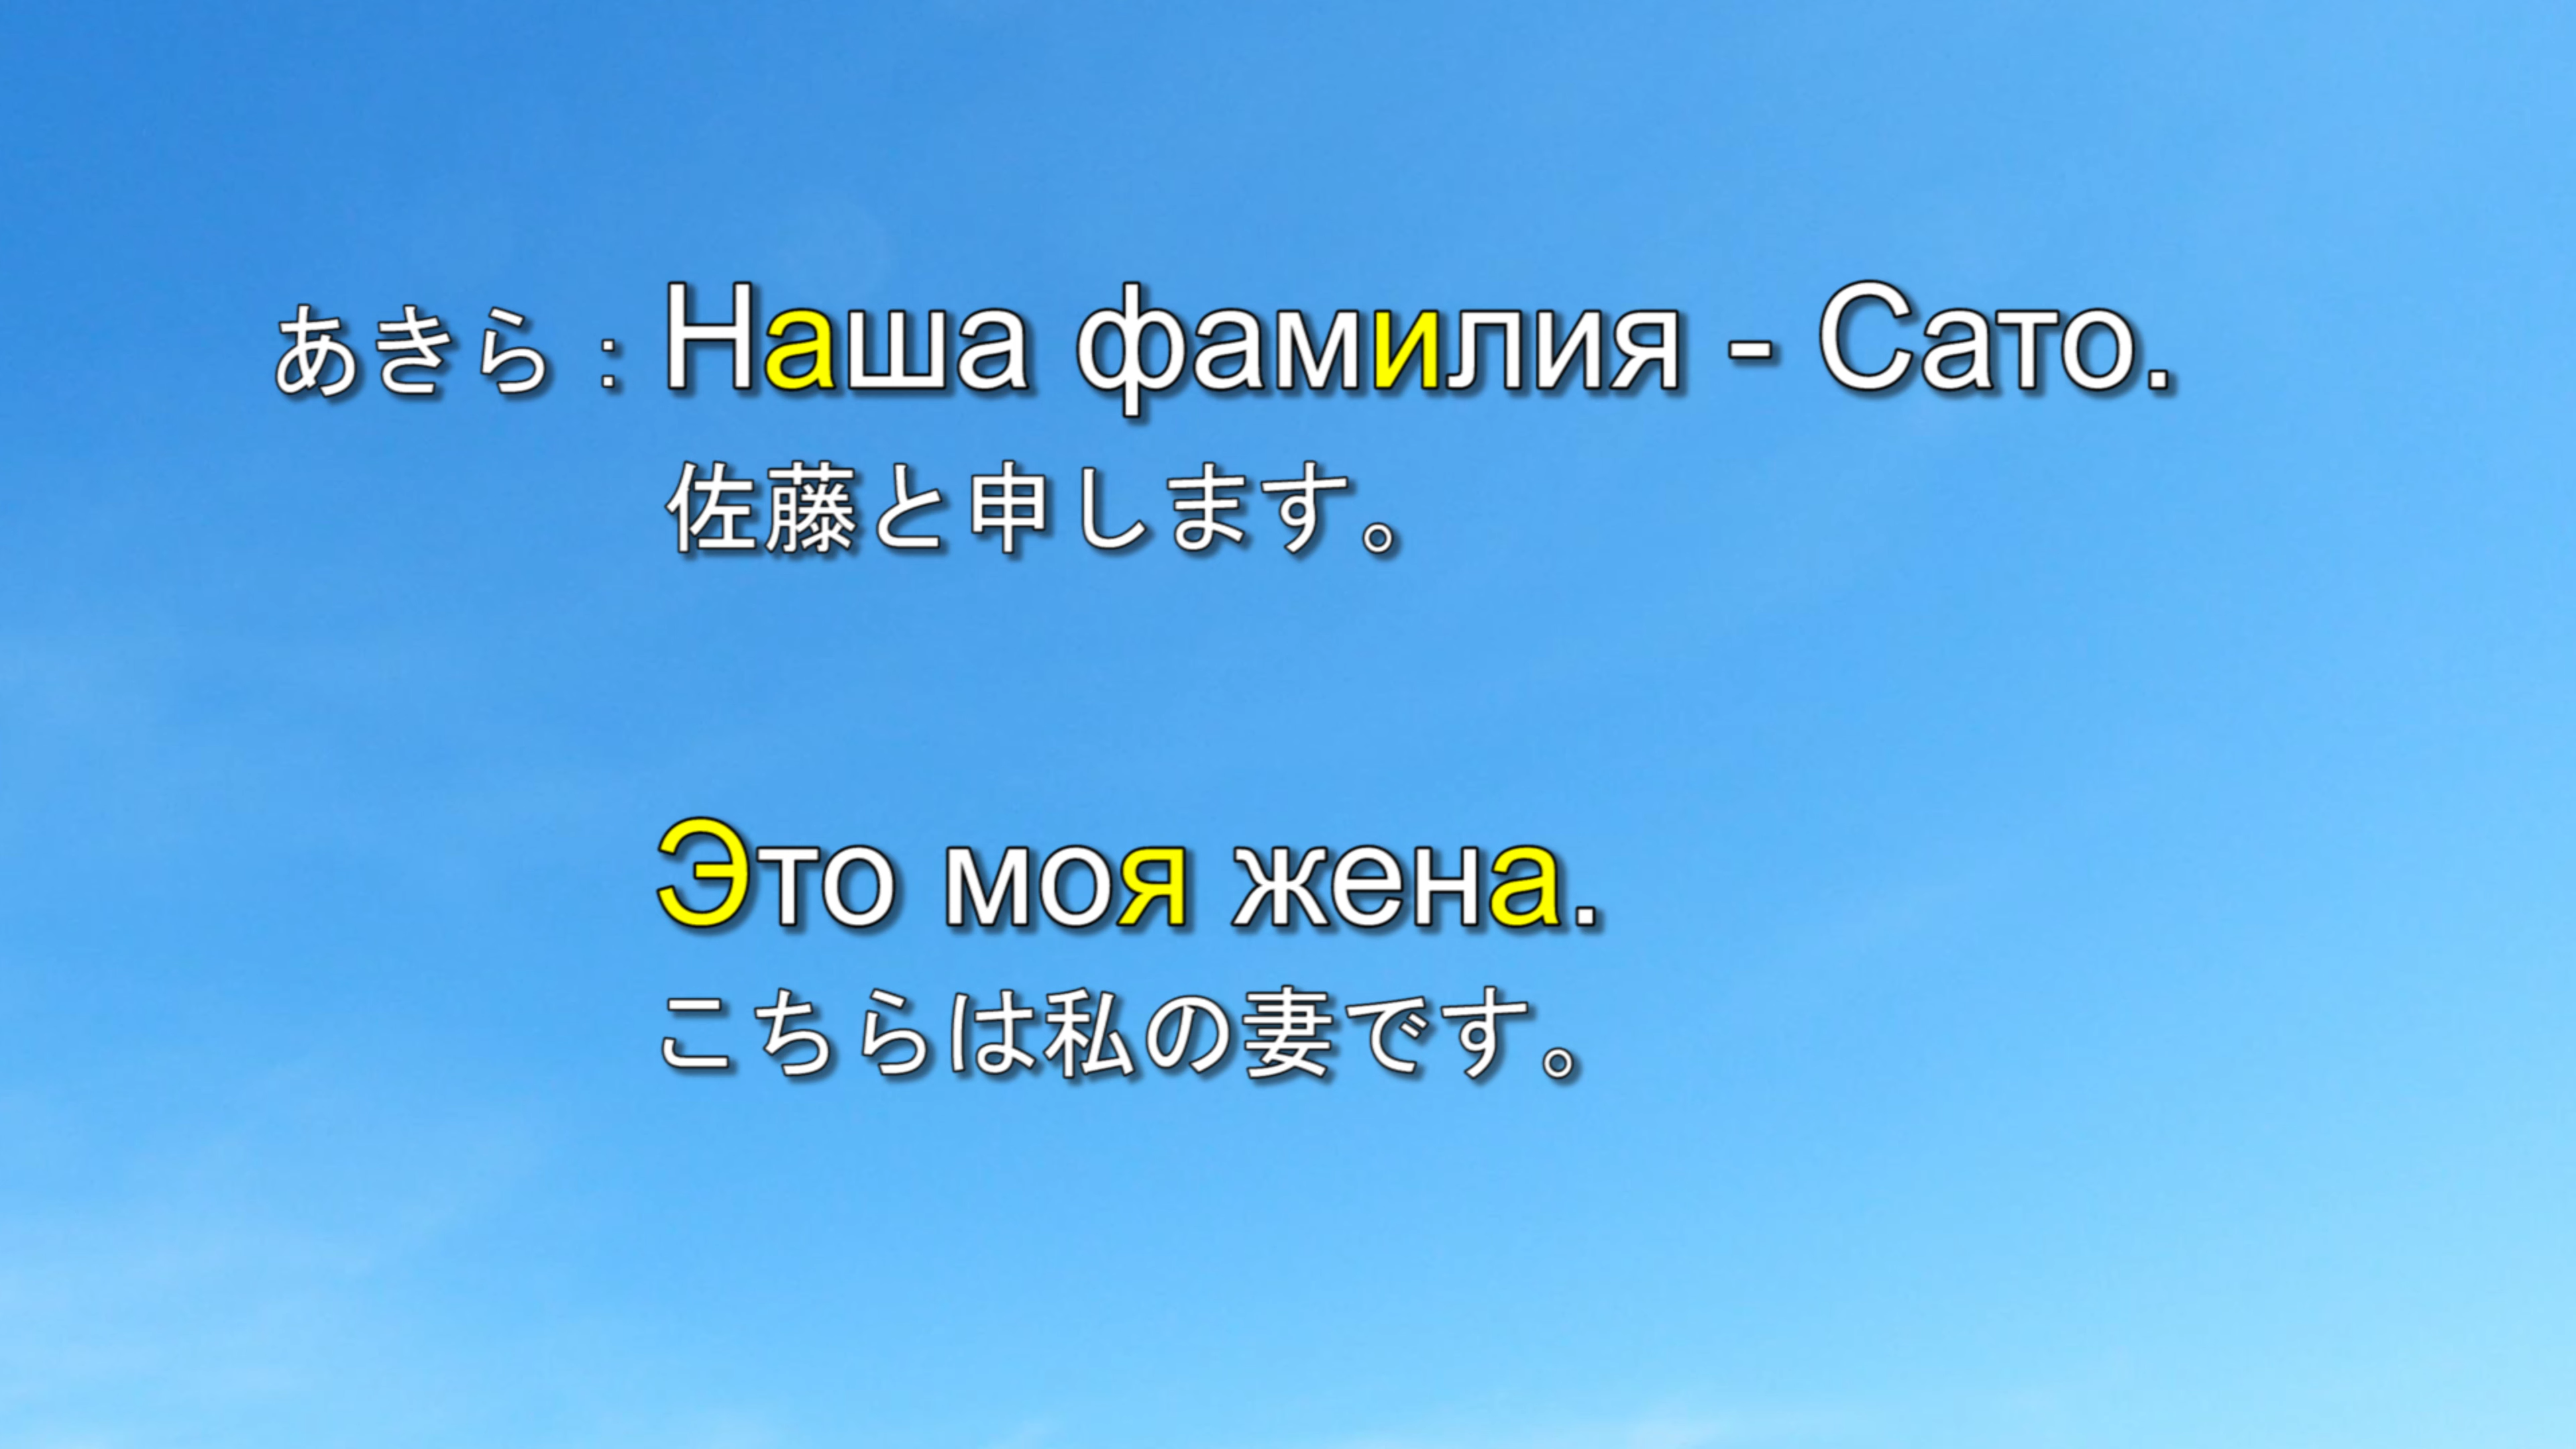 あきら：Наша фамилия - Сато.
佐藤と申します。
Это моя жена.
こちらは私の妻です。